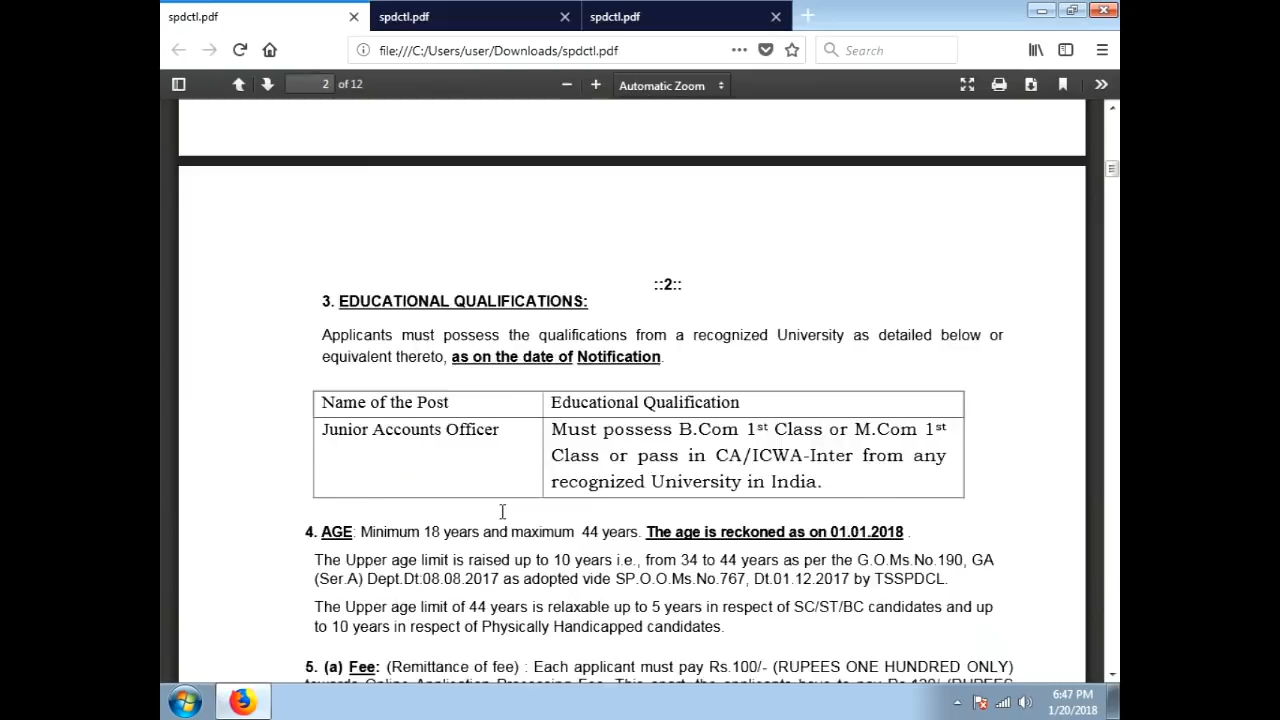 spdctl.pdf
spdctl.pdf
spdctl.pdf
file:///C:/Users/user/Downloads/spdctl.pdf
Search
2 of 12
Automatic Zoom
::2::
3. EDUCATIONAL QUALIFICATIONS:
Applicants must possess the qualifications from a recognized University as detailed below or
equivalent thereto, as on the date of Notification.
Name of the Post
Educational Qualification
Junior Accounts Officer
Must possess B.Com 1st Class or M.Com 1st
Class or pass in CA/ICWA-Inter from any
recognized University in India.
4. AGE: Minimum 18 years and maximum 44 years. The age is reckoned as on 01.01.2018 .
The Upper age limit is raised up to 10 years i.e., from 34 to 44 years as per the G.O.Ms.No.190, GA
(Ser.A) Dept.Dt:08.08.2017 as adopted vide SP.O.O.Ms.No.767, Dt.01.12.2017 by TSSPDCL.
The Upper age limit of 44 years is relaxable up to 5 years in respect of SC/ST/BC candidates and up
to 10 years in respect of Physically Handicapped candidates.
5. (a) Fee: (Remittance of fee) : Each applicant must pay Rs.100/- (RUPEES ONE HUNDRED ONLY)
6:47 PM
1/20/2018